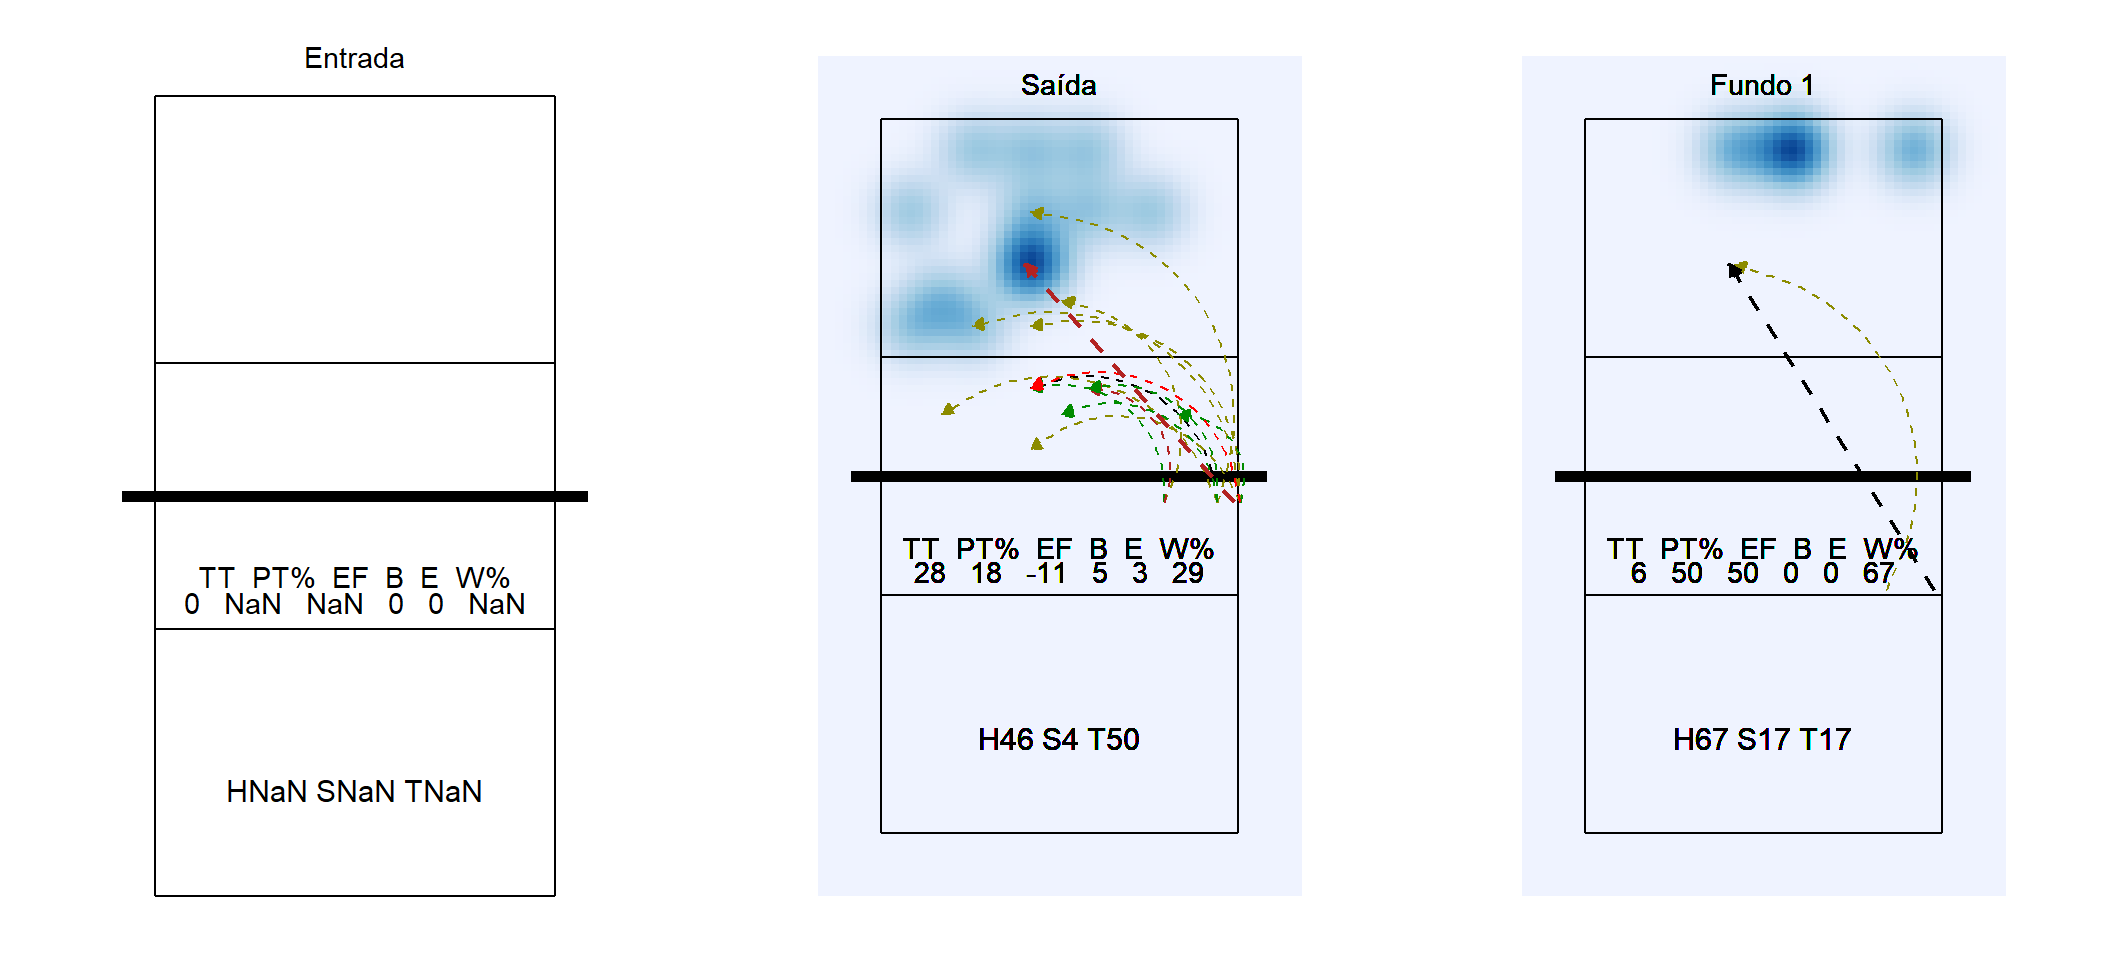 Entrada
TT PT% EF B E W%
0 NaN NaN 0 0 NaN
HNaN SNaN TNaN
Saída
TT PT% EF B E W%
28 18 -11 5 3 29
H46 S4 T50
Fundo 1
TT PT% EF B E W%
6 50 50 0 0 67
H67 S17 T17